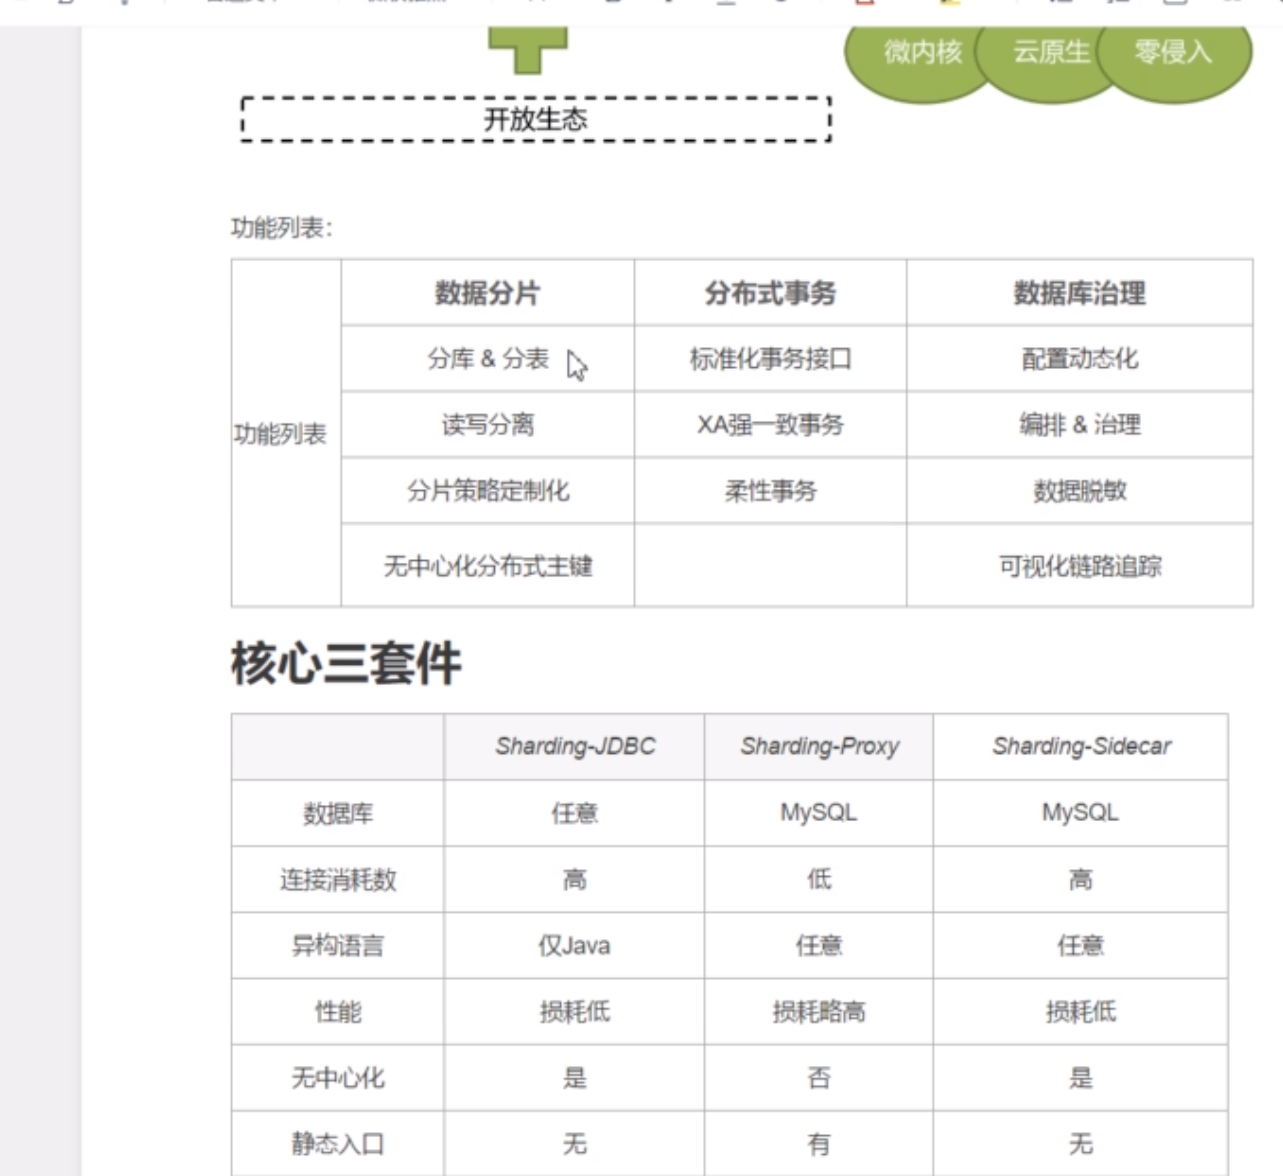 微内核 云原生 零侵入
开放生态
功能列表：
数据分片 分布式事务 数据库治理
分库 & 分表 标准化事务接口 配置动态化
读写分离 XA强一致事务 编排 & 治理
功能列表
分片策略定制化 柔性事务 数据脱敏
无中心化分布式主键 可视化链路追踪
核心三套件
Sharding-JDBC Sharding-Proxy Sharding-Sidecar
数据库 任意 MySQL MySQL
连接消耗数 高 低 高
异构语言 仅Java 任意 任意
性能 损耗低 损耗略高 损耗低
无中心化 是 否 是
静态入口 无 有 无